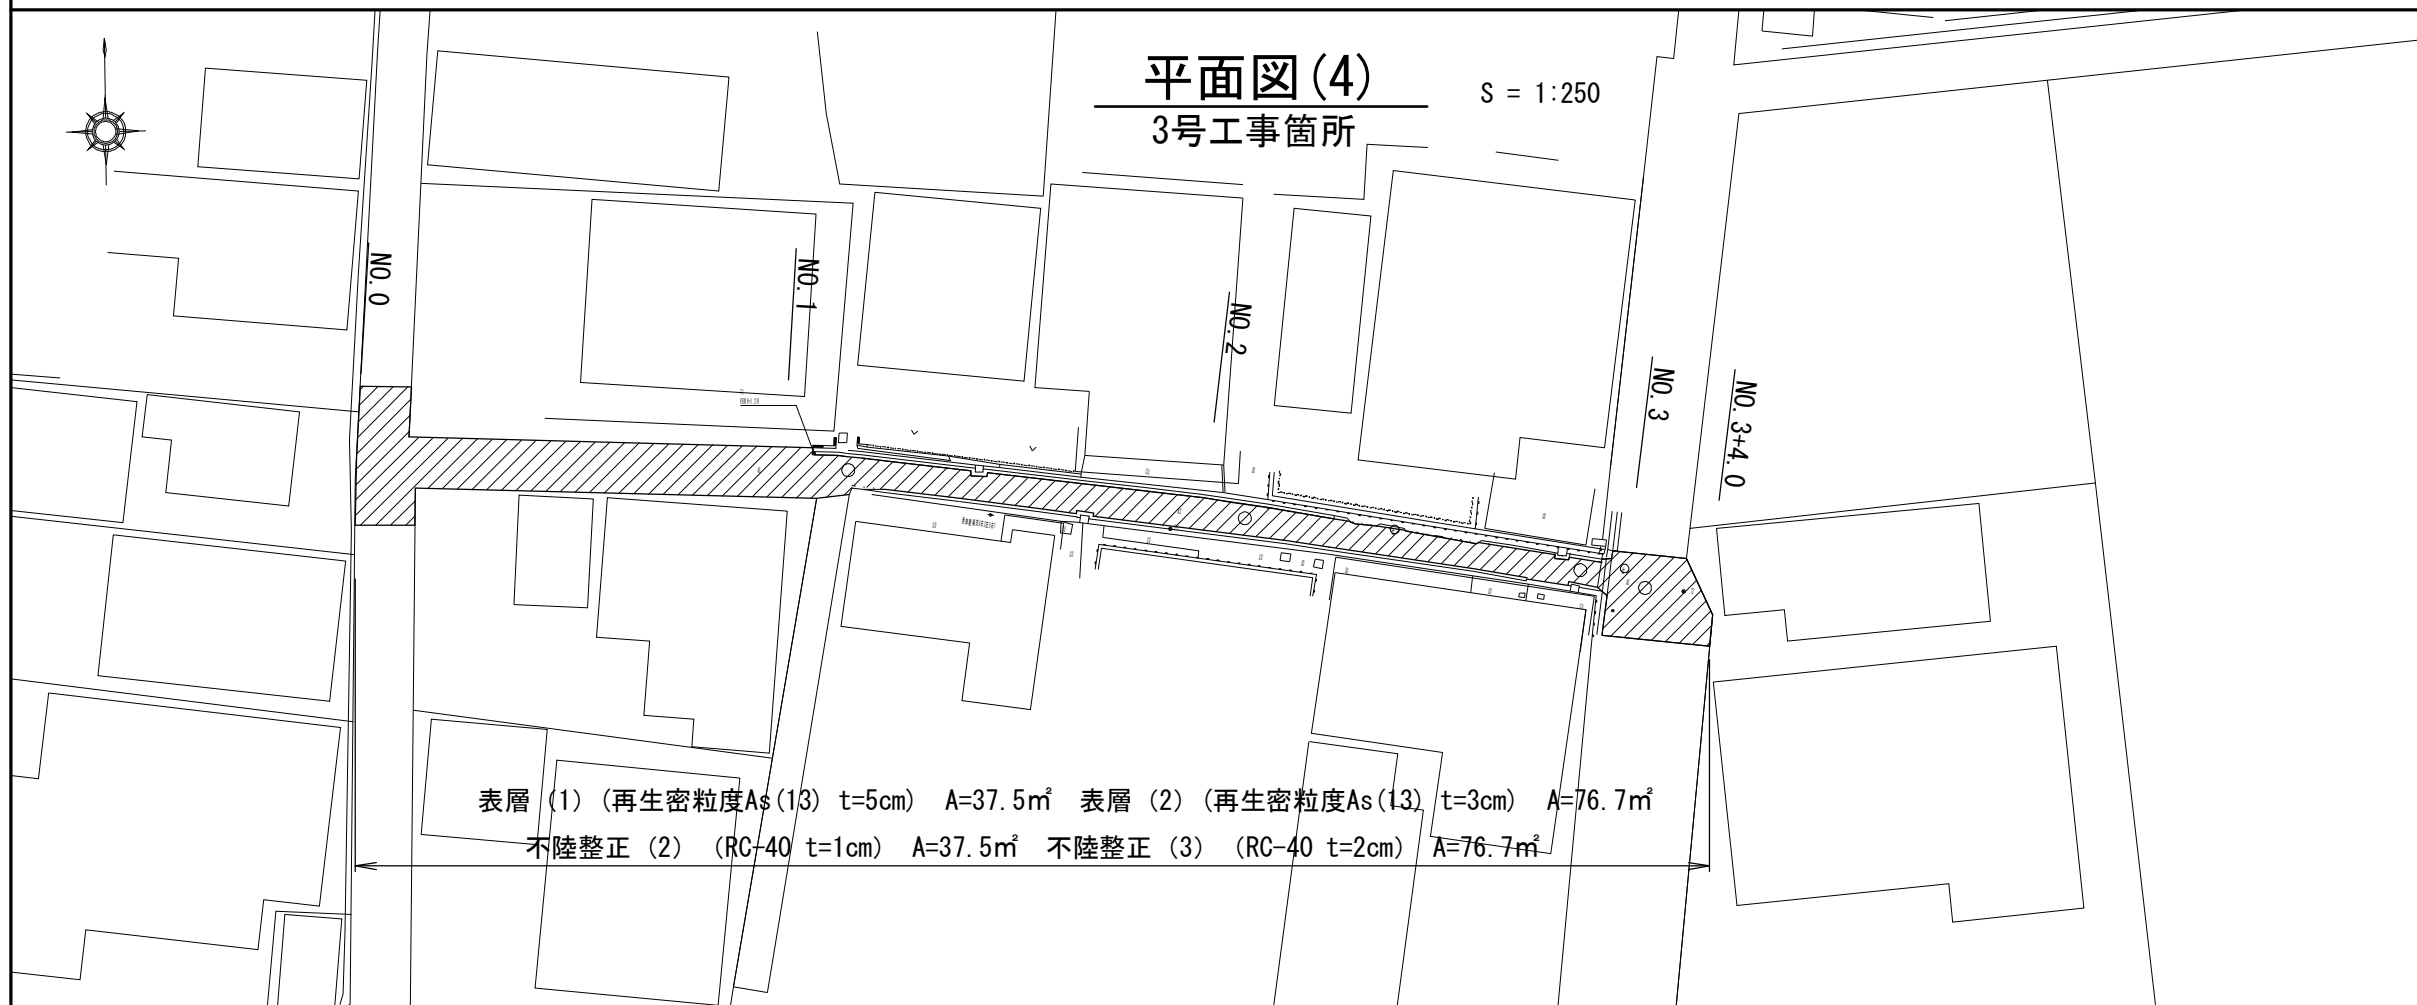 平面図(4)
S = 1:250
3号工事箇所
NO.0
NO.1
NO.2
NO.3
NO.3+4.0
表層 (1) (再生密粒度As(13) t=5cm) A=37.5㎡ 表層 (2) (再生密粒度As(13) t=3cm) A=76.7㎡
不陸整正 (2) (RC-40 t=1cm) A=37.5㎡ 不陸整正 (3) (RC-40 t=2cm) A=76.7㎡